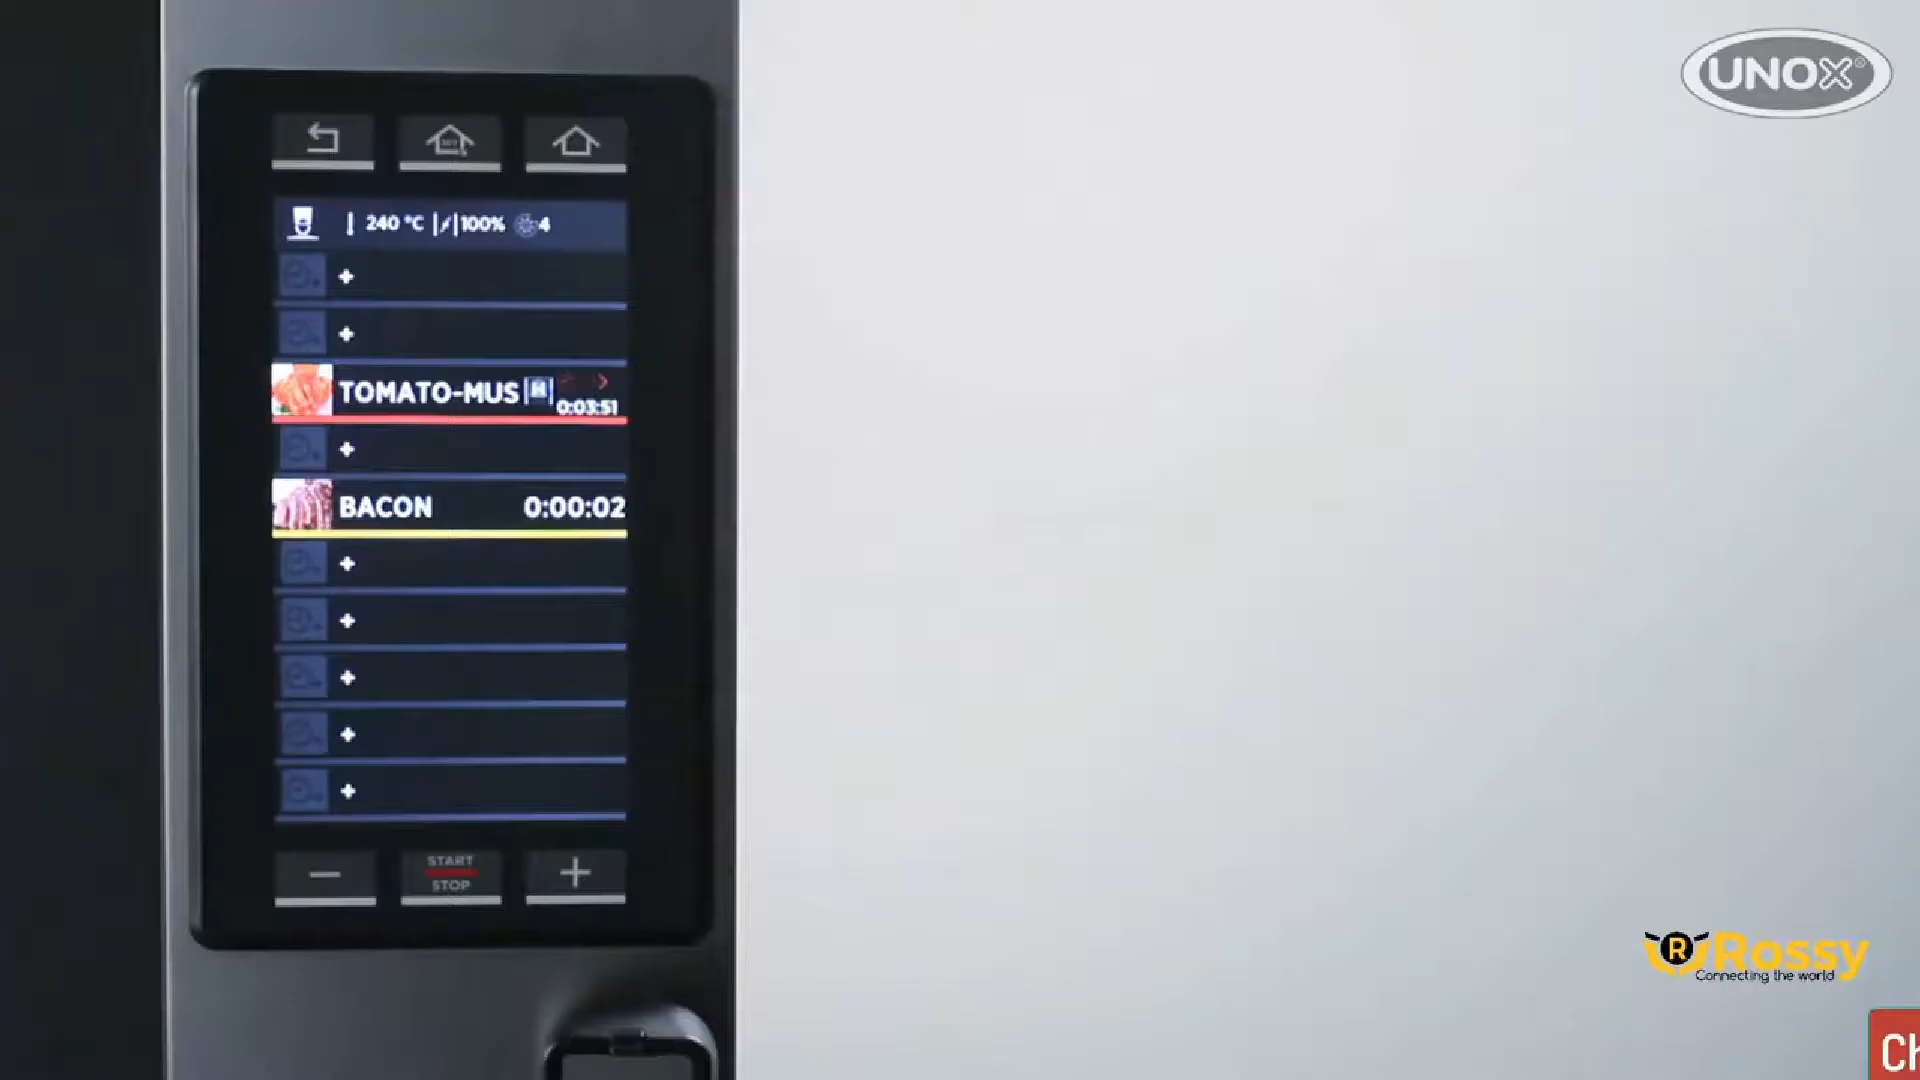 UNOX®
240 °C 100% 4
+
+
TOMATO-MUS
0:03:51
+
BACON 0:00:02
+
+
+
+
+
−
START
STOP
+
R Rossy
Connecting the world
Ch